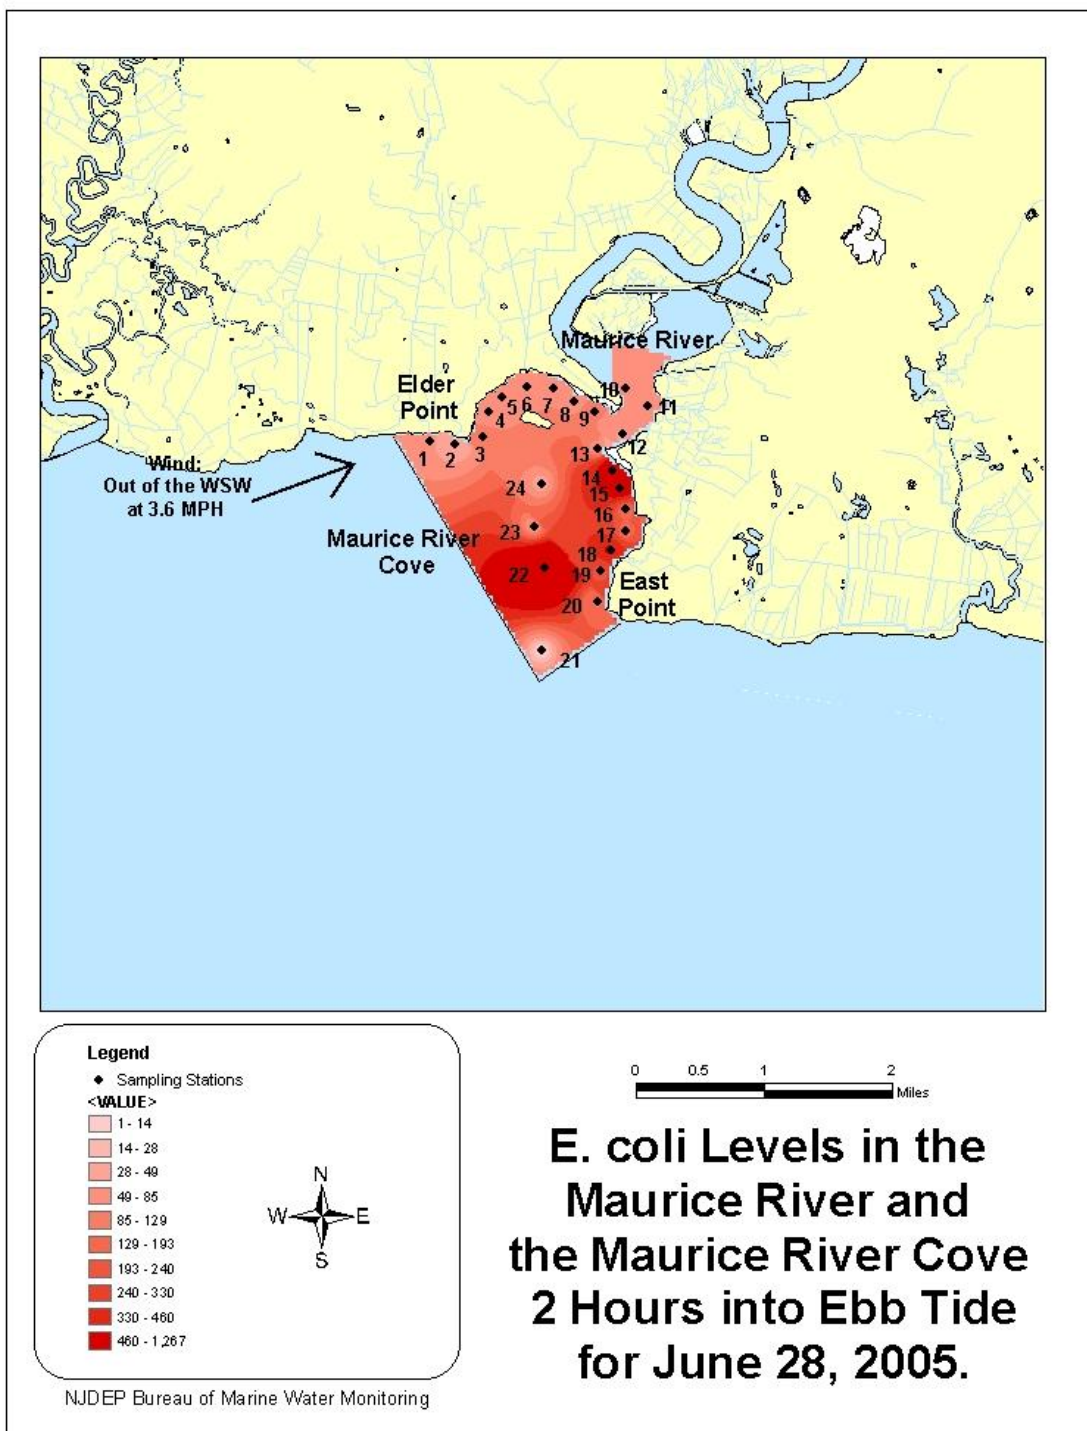 Maurice River
Elder
Point
10
11
12
13
14
15
16
17
18
19
20
21
22
23
24
1
2
3
4
5
6
7
8
9
Wind:
Out of the WSW
at 3.6 MPH
Maurice River
Cove
East
Point
Legend
Sampling Stations
<VALUE>
1 - 14
14 - 28
28 - 49
49 - 85
85 - 129
129 - 193
193 - 240
240 - 330
330 - 460
460 - 1,267
N
W E
S
NJDEP Bureau of Marine Water Monitoring
0 0.5 1 2
Miles
E. coli Levels in the
Maurice River and
the Maurice River Cove
2 Hours into Ebb Tide
for June 28, 2005.